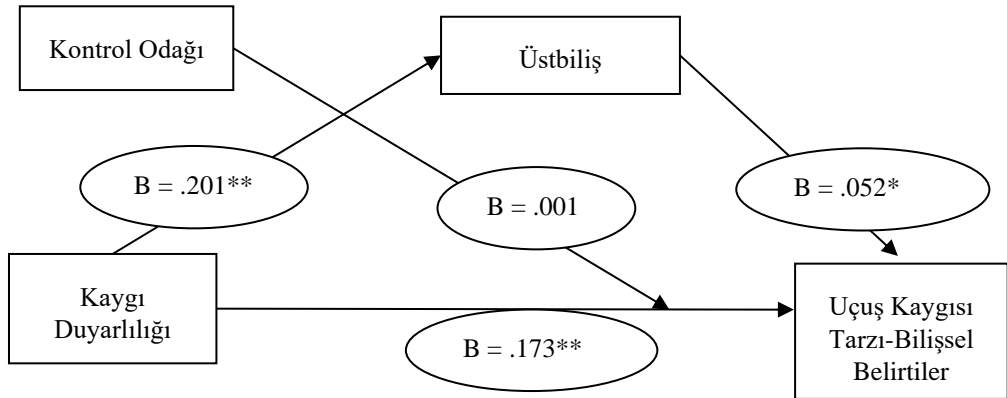 Kontrol Odağı
Üstbiliş
B = .201**
B = .001
B = .052*
Kaygı
Duyarlılığı
Uçuş Kaygısı
Tarzı-Bilişsel
Belirtiler
B = .173**